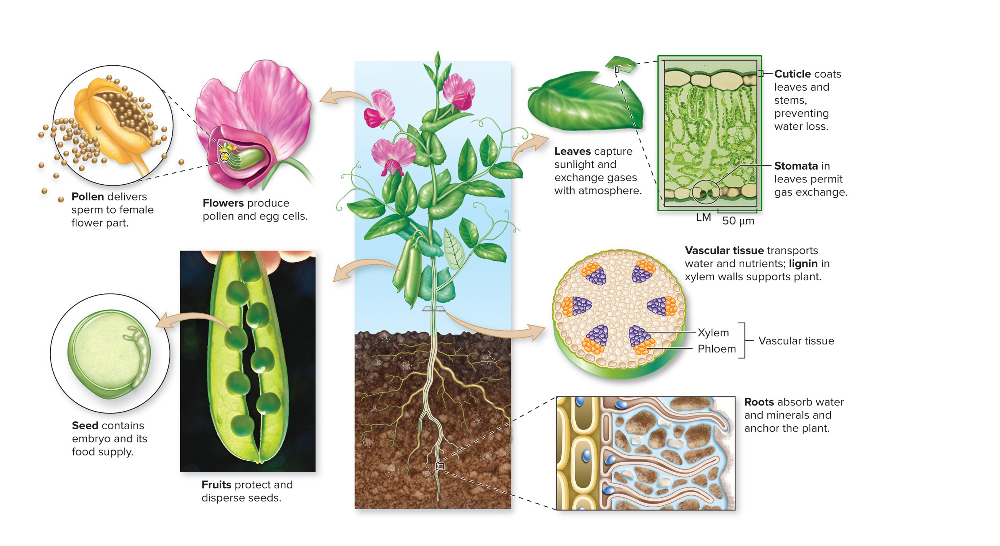 Pollen delivers
sperm to female
flower part.
Flowers produce
pollen and egg cells.
Leaves capture
sunlight and
exchange gases
with atmosphere.
Cuticle coats
leaves and
stems,
preventing
water loss.
Stomata in
leaves permit
gas exchange.
LM
50 μm
Vascular tissue transports
water and nutrients; lignin in
xylem walls supports plant.
Xylem
Phloem
Vascular tissue
Seed contains
embryo and its
food supply.
Fruits protect and
disperse seeds.
Roots absorb water
and minerals and
anchor the plant.